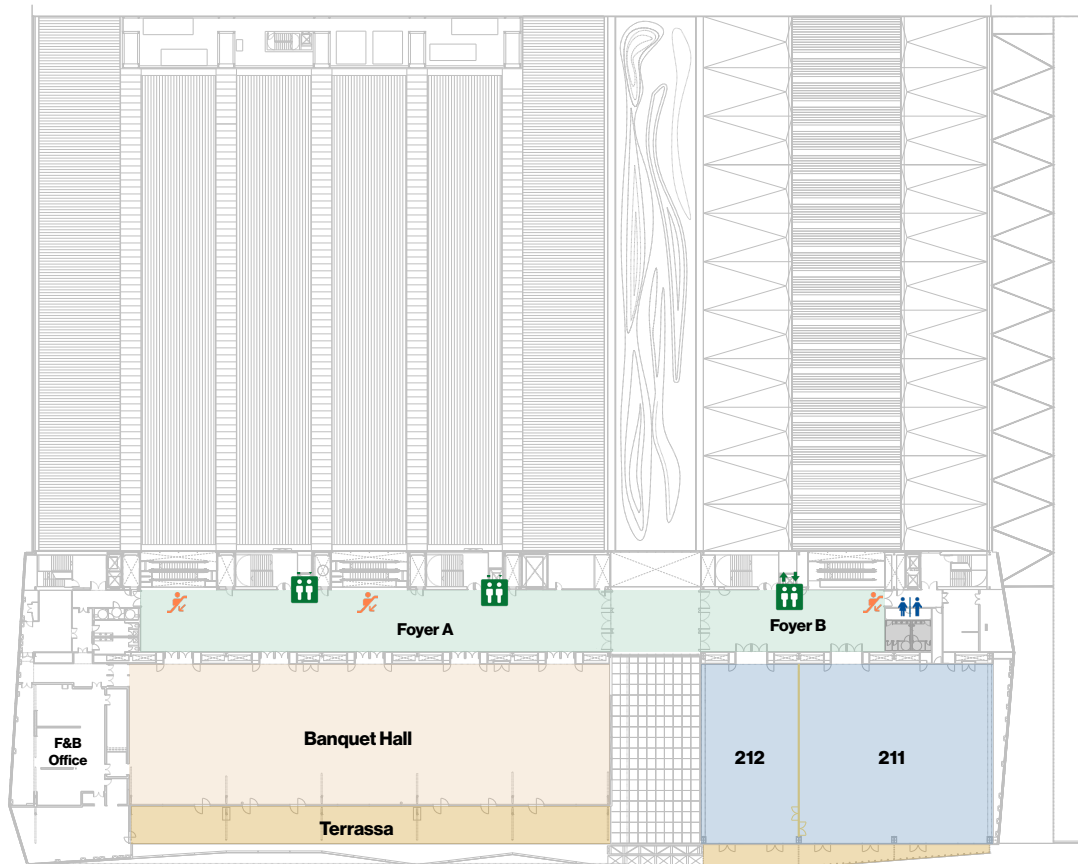 Foyer A
Foyer B
Banquet Hall
F&B
Office
212
211
Terrassa